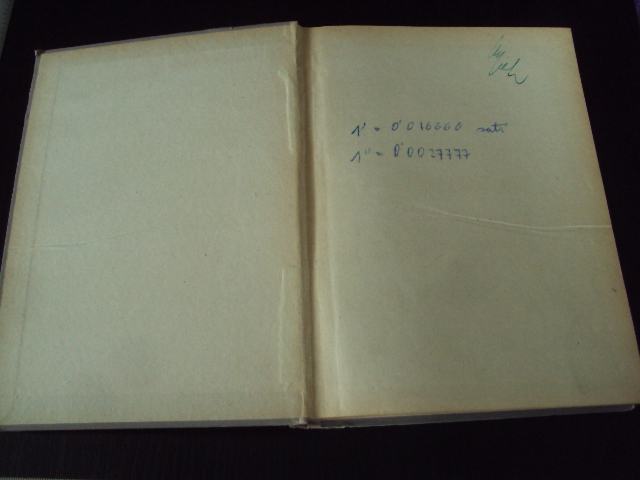 1' = 0'016666 sati
1" = 0'0027777